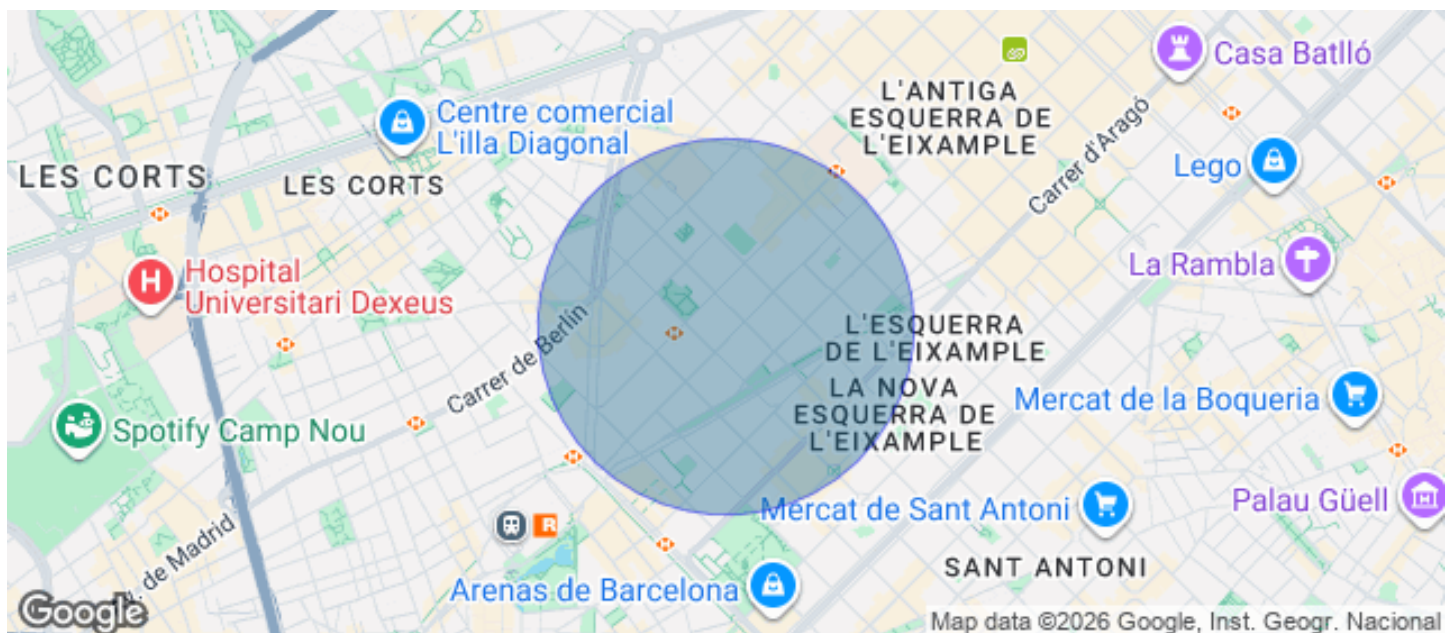 Casa Batlló
L'ANTIGA
ESQUERRA DE
L'EIXAMPLE
Centre comercial
L'illa Diagonal
Carrer d'Aragó
Lego
LES CORTS
LES CORTS
La Rambla
H
Hospital
Universitari Dexeus
L'ESQUERRA
DE L'EIXAMPLE
Carrer de Berlín
LA NOVA
ESQUERRA DE
L'EIXAMPLE
Mercat de la Boqueria
Spotify Camp Nou
Mercat de Sant Antoni
Palau Güell
R
de Madrid
SANT ANTONI
Arenas de Barcelona
Google
Map data ©2026 Google, Inst. Geogr. Nacional